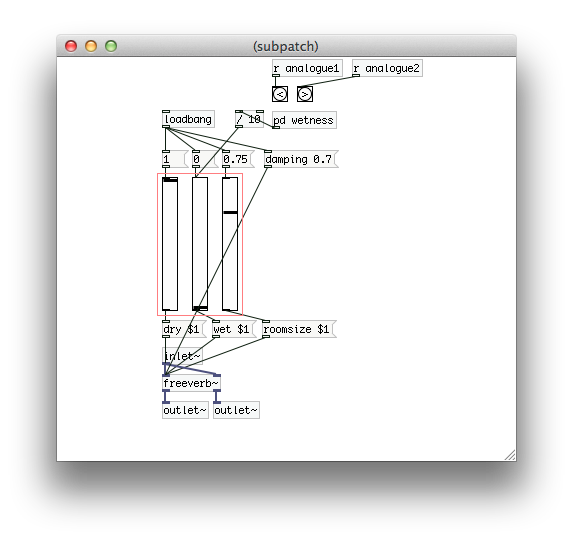 (subpatch)
r analogue1 r analogue2
< >
loadbang / 10 pd wetness
1 0 0.75 damping 0.7
dry $1 wet $1 roomsize $1
inlet~
freeverb~
outlet~ outlet~